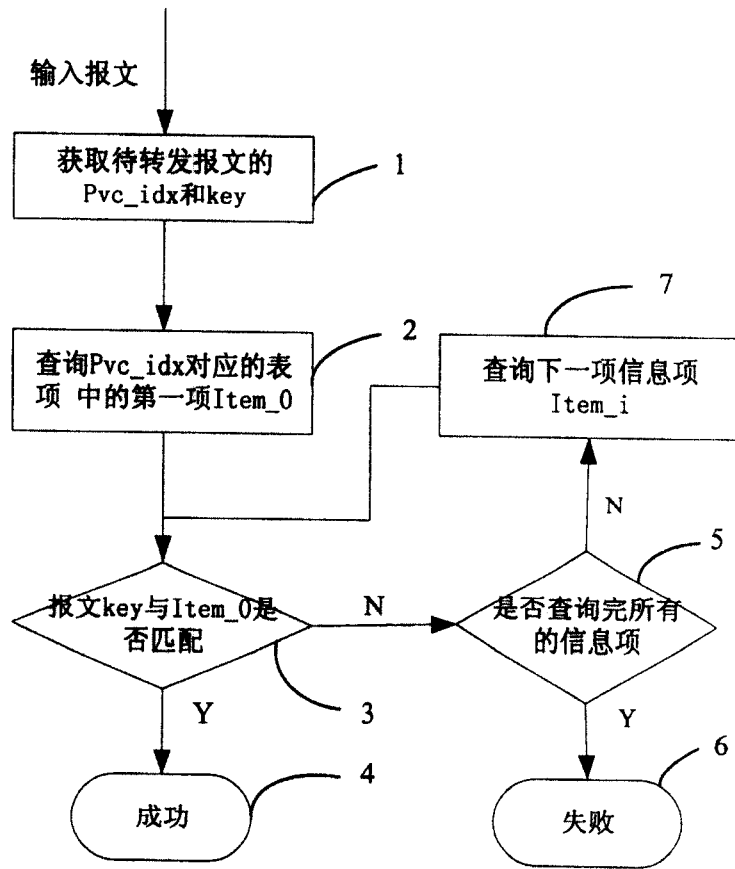 输入报文
获取待转发报文的
Pvc_idx和key
1
查询Pvc_idx对应的表
项 中的第一项Item_0
2
7
查询下一项信息项
Item_i
N
报文key与Item_0是
否匹配
N
3
是否查询完所有
的信息项
5
Y
Y
成功
4
失败
6